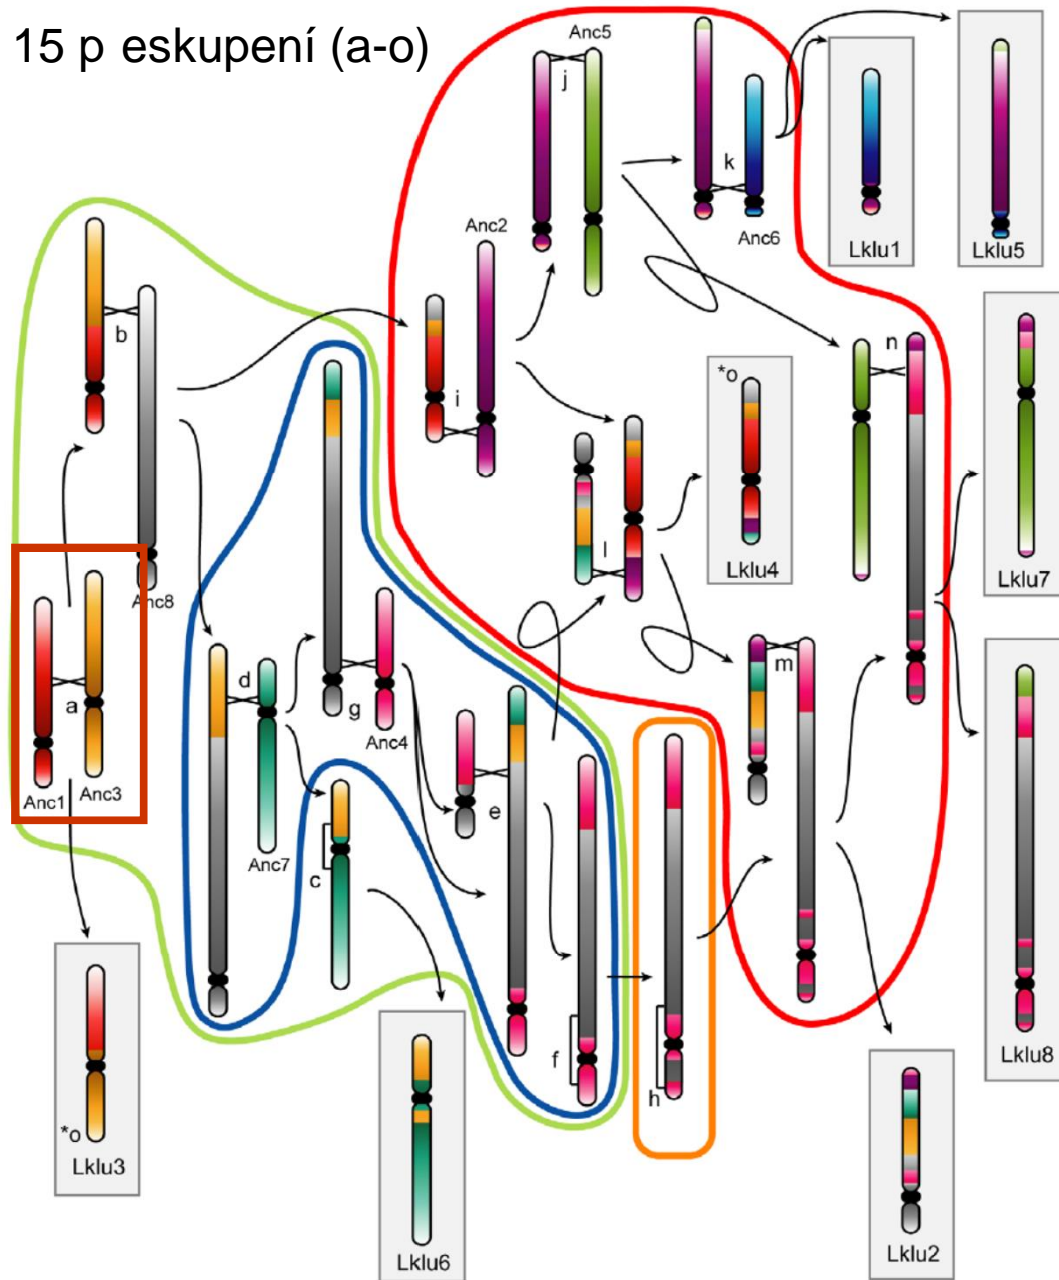 15 p eskupení (a-o)
Anc5
j
k
Anc6
Lklu1
Lklu5
Anc2
b
i
n
*o
Lklu4
Lklu7
l
Anc8
a
Anc1
Anc3
d
g
Anc4
m
Anc7
e
c
f
h
*o
Lklu3
Lklu6
Lklu8
Lklu2